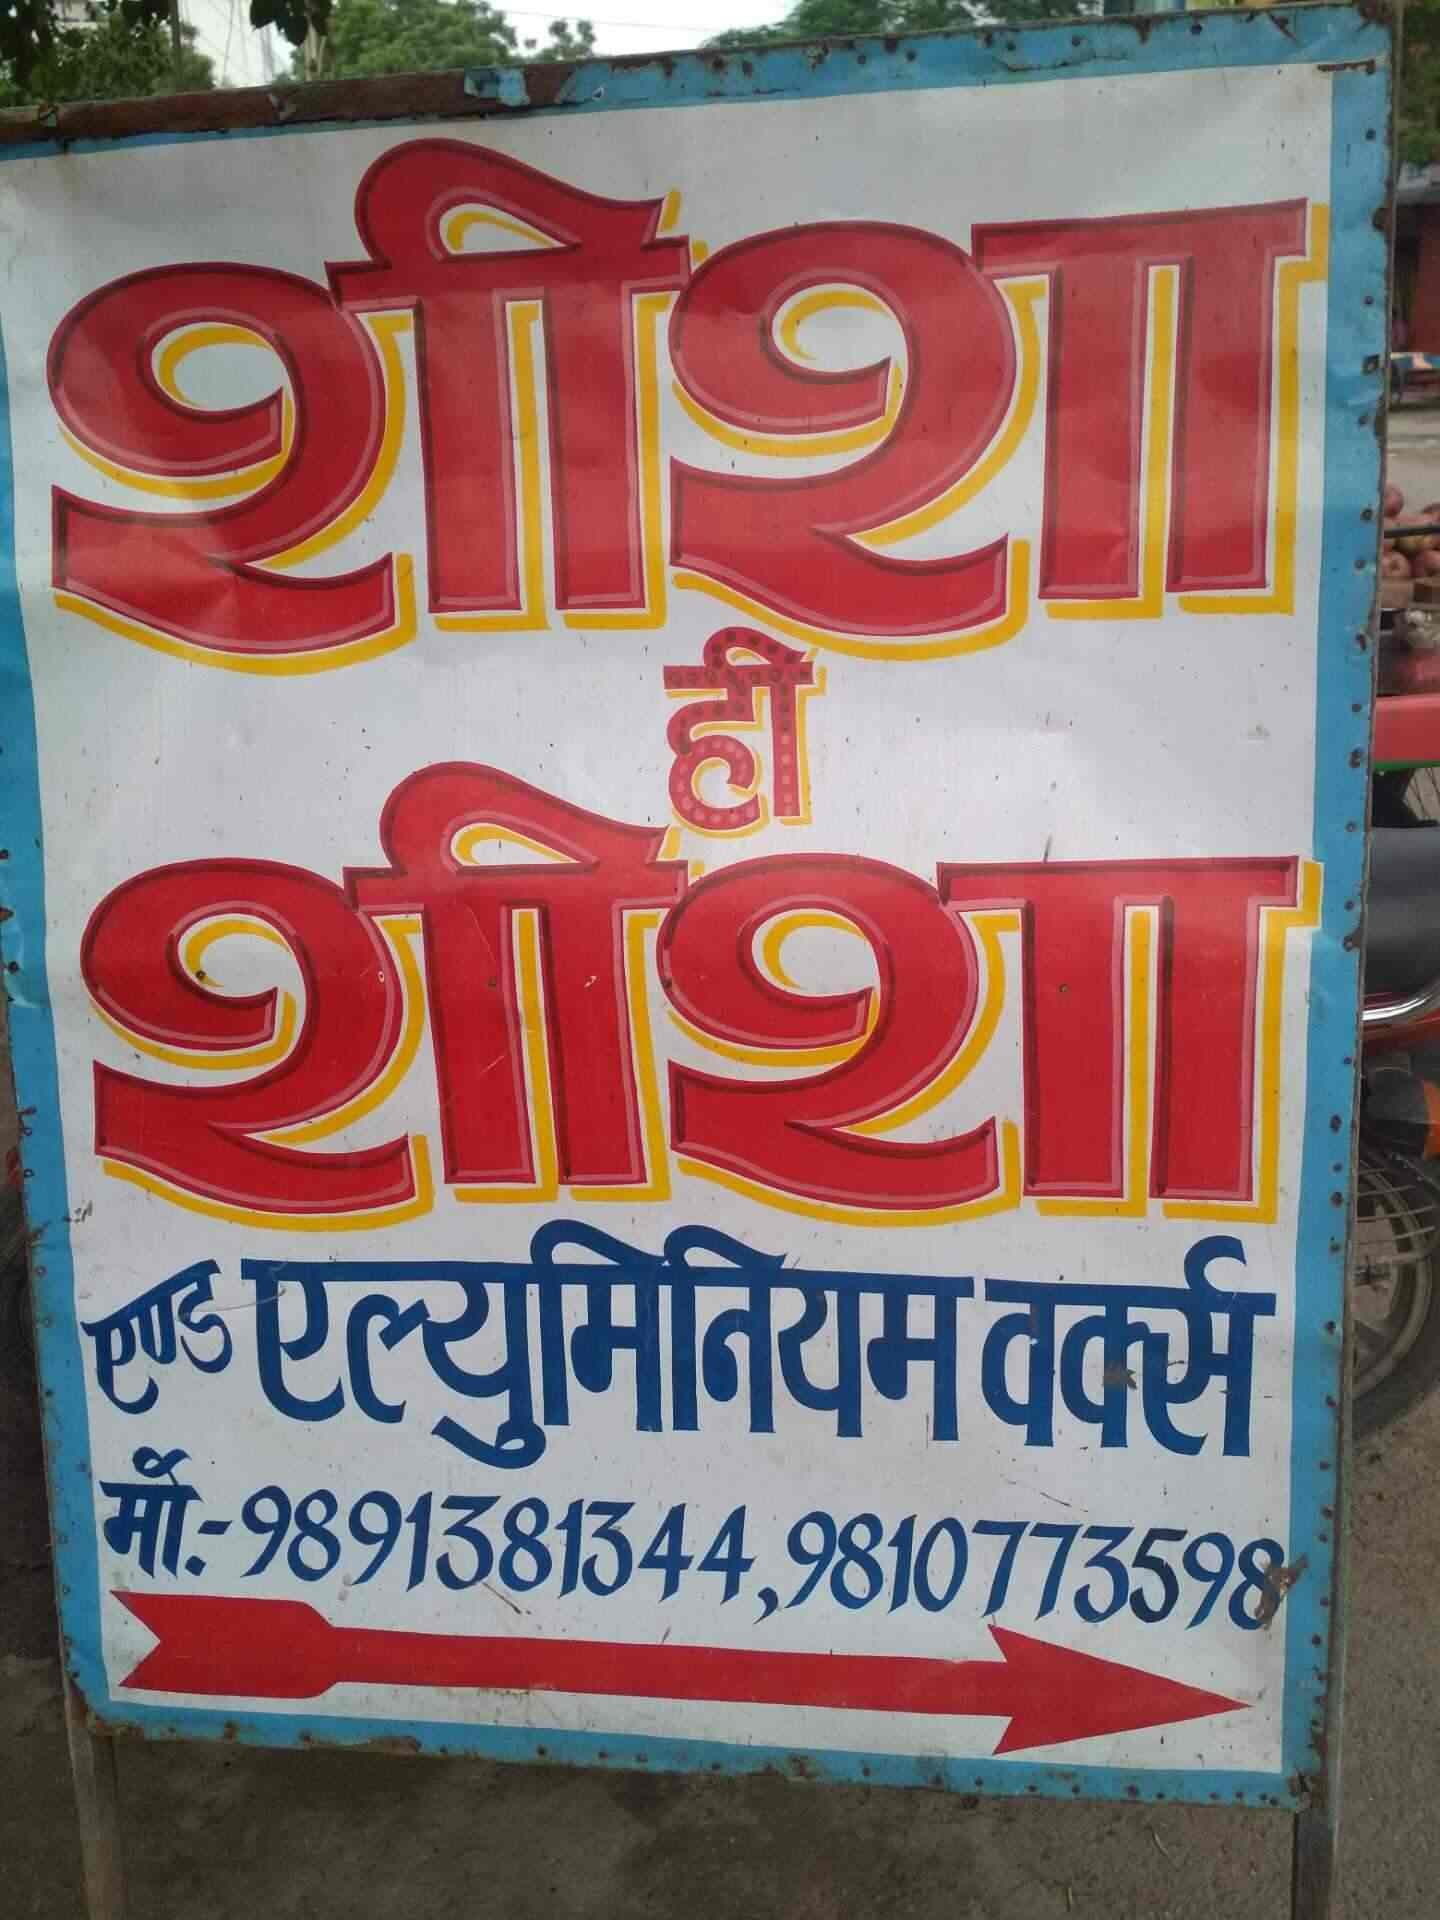 शीशा
ही
शीशा
एण्ड एल्युमिनियम वर्क्स
मों.:-9891381344,9810773598